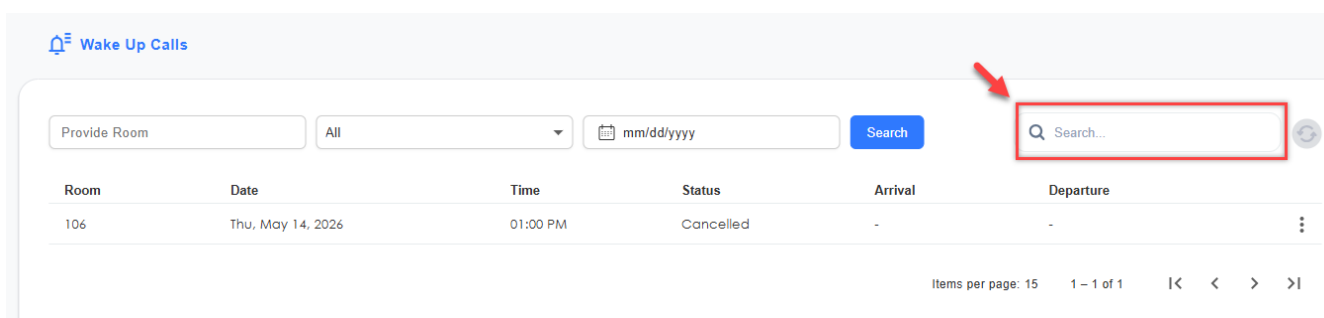 Wake Up Calls
Provide Room All mm/dd/yyyy Search Search...
Room Date Time Status Arrival Departure
106 Thu, May 14, 2026 01:00 PM Cancelled - -
Items per page: 15 1 – 1 of 1